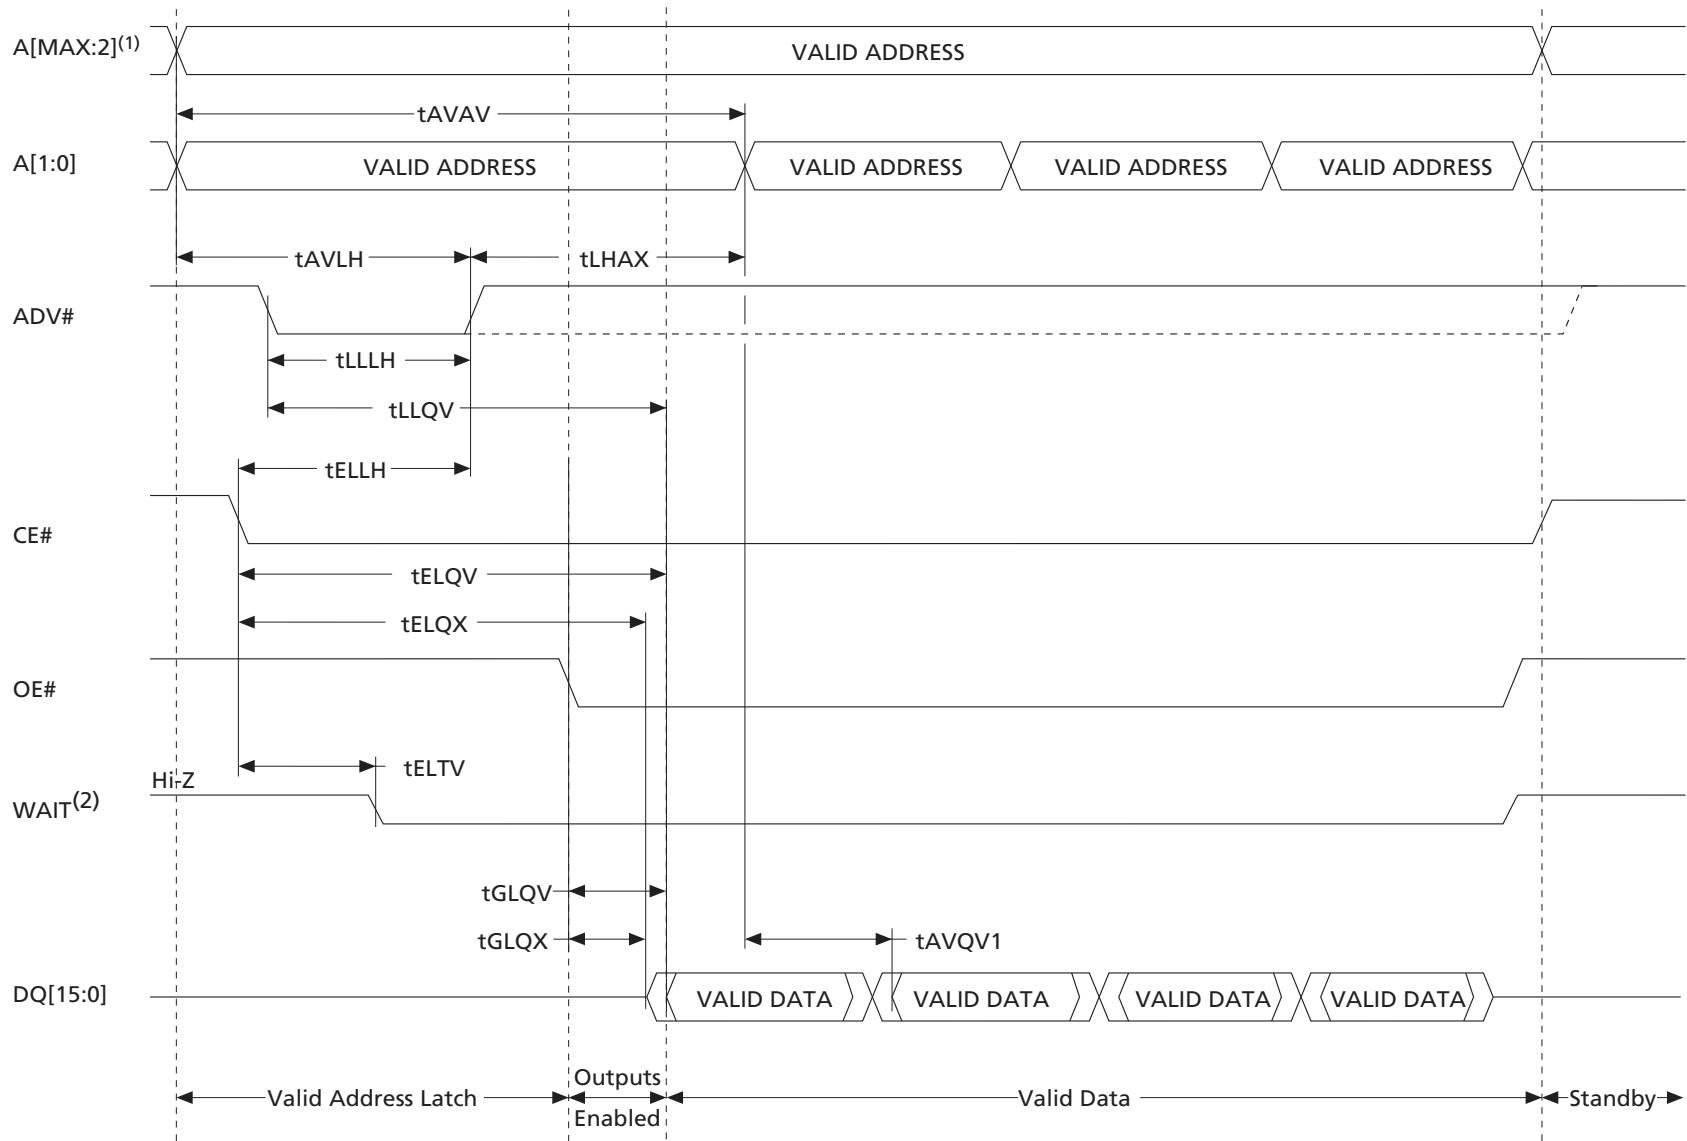 A[MAX:2](1) VALID ADDRESS
tAVAV
A[1:0] VALID ADDRESS VALID ADDRESS VALID ADDRESS VALID ADDRESS
tAVLH tLHAX
ADV#
tLLLH
tLLQV
tELLH
CE#
tELQV
tELQX
OE#
tELTV
Hi-Z
WAIT(2)
tGLQV
tGLQX tAVQV1
DQ[15:0] VALID DATA VALID DATA VALID DATA VALID DATA
Valid Address Latch Outputs Enabled Valid Data Standby